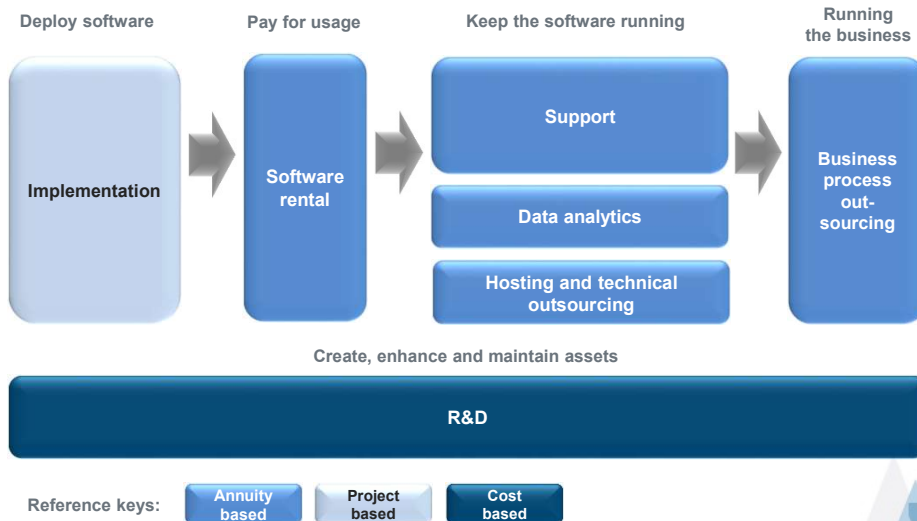 Deploy software
Pay for usage
Keep the software running
Running
the business
Implementation
Software
rental
Support
Data analytics
Hosting and technical
outsourcing
Business
process
out-
sourcing
Create, enhance and maintain assets
R&D
Reference keys:
Annuity
based
Project
based
Cost
based